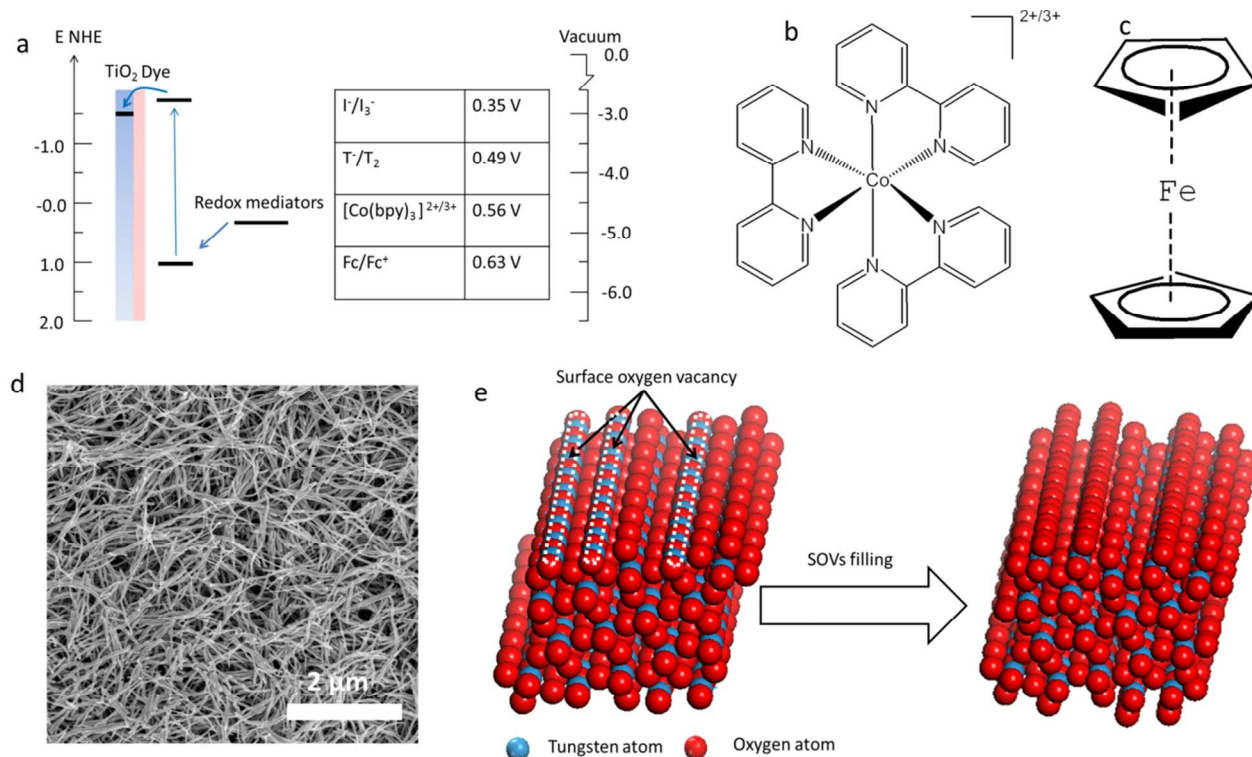 a
E NHE
Vacuum
TiO₂ Dye
-1.0
-0.0
1.0
2.0
Redox mediators
I⁻/I₃⁻ 0.35 V
T⁻/T₂ 0.49 V
[Co(bpy)₃]²⁺/³⁺ 0.56 V
Fc/Fc⁺ 0.63 V
0.0
-3.0
-4.0
-5.0
-6.0
b
2+/3+
N
N
N
Co
N
N
N
c
Fe
d
2 μm
e
Surface oxygen vacancy
SOVs filling
Tungsten atom
Oxygen atom